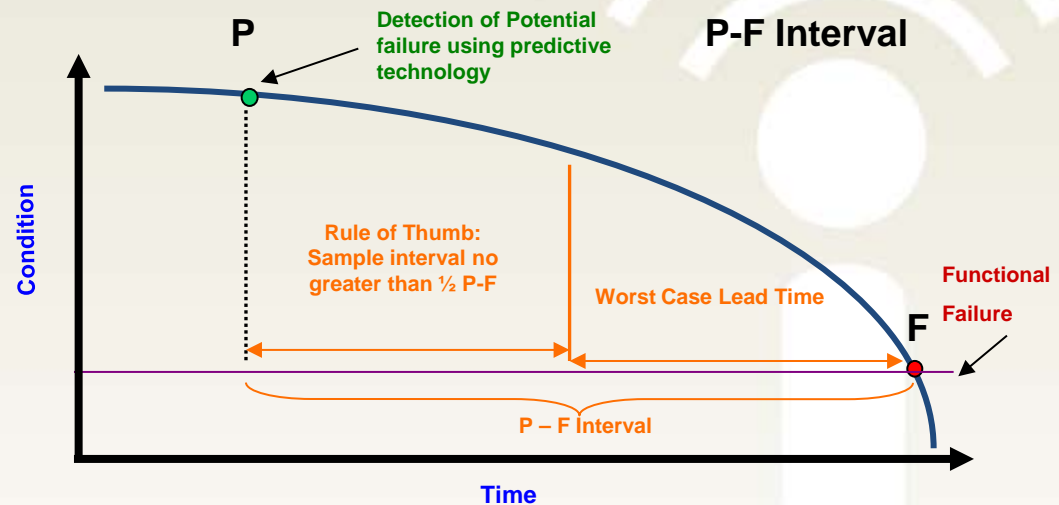 P
Detection of Potential
failure using predictive
technology
P-F Interval
Condition
Rule of Thumb:
Sample interval no
greater than ½ P-F
Worst Case Lead Time
Functional
Failure
F
P – F Interval
Time